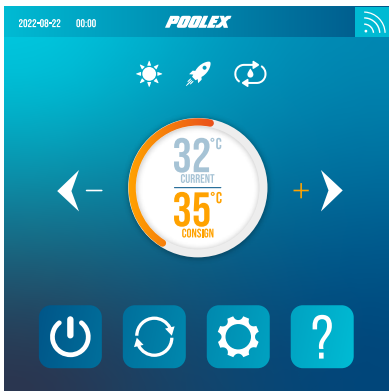 2022-08-22 00:00 POOLEX
32°C
CURRENT
35°C
CONSIGN
− +
?